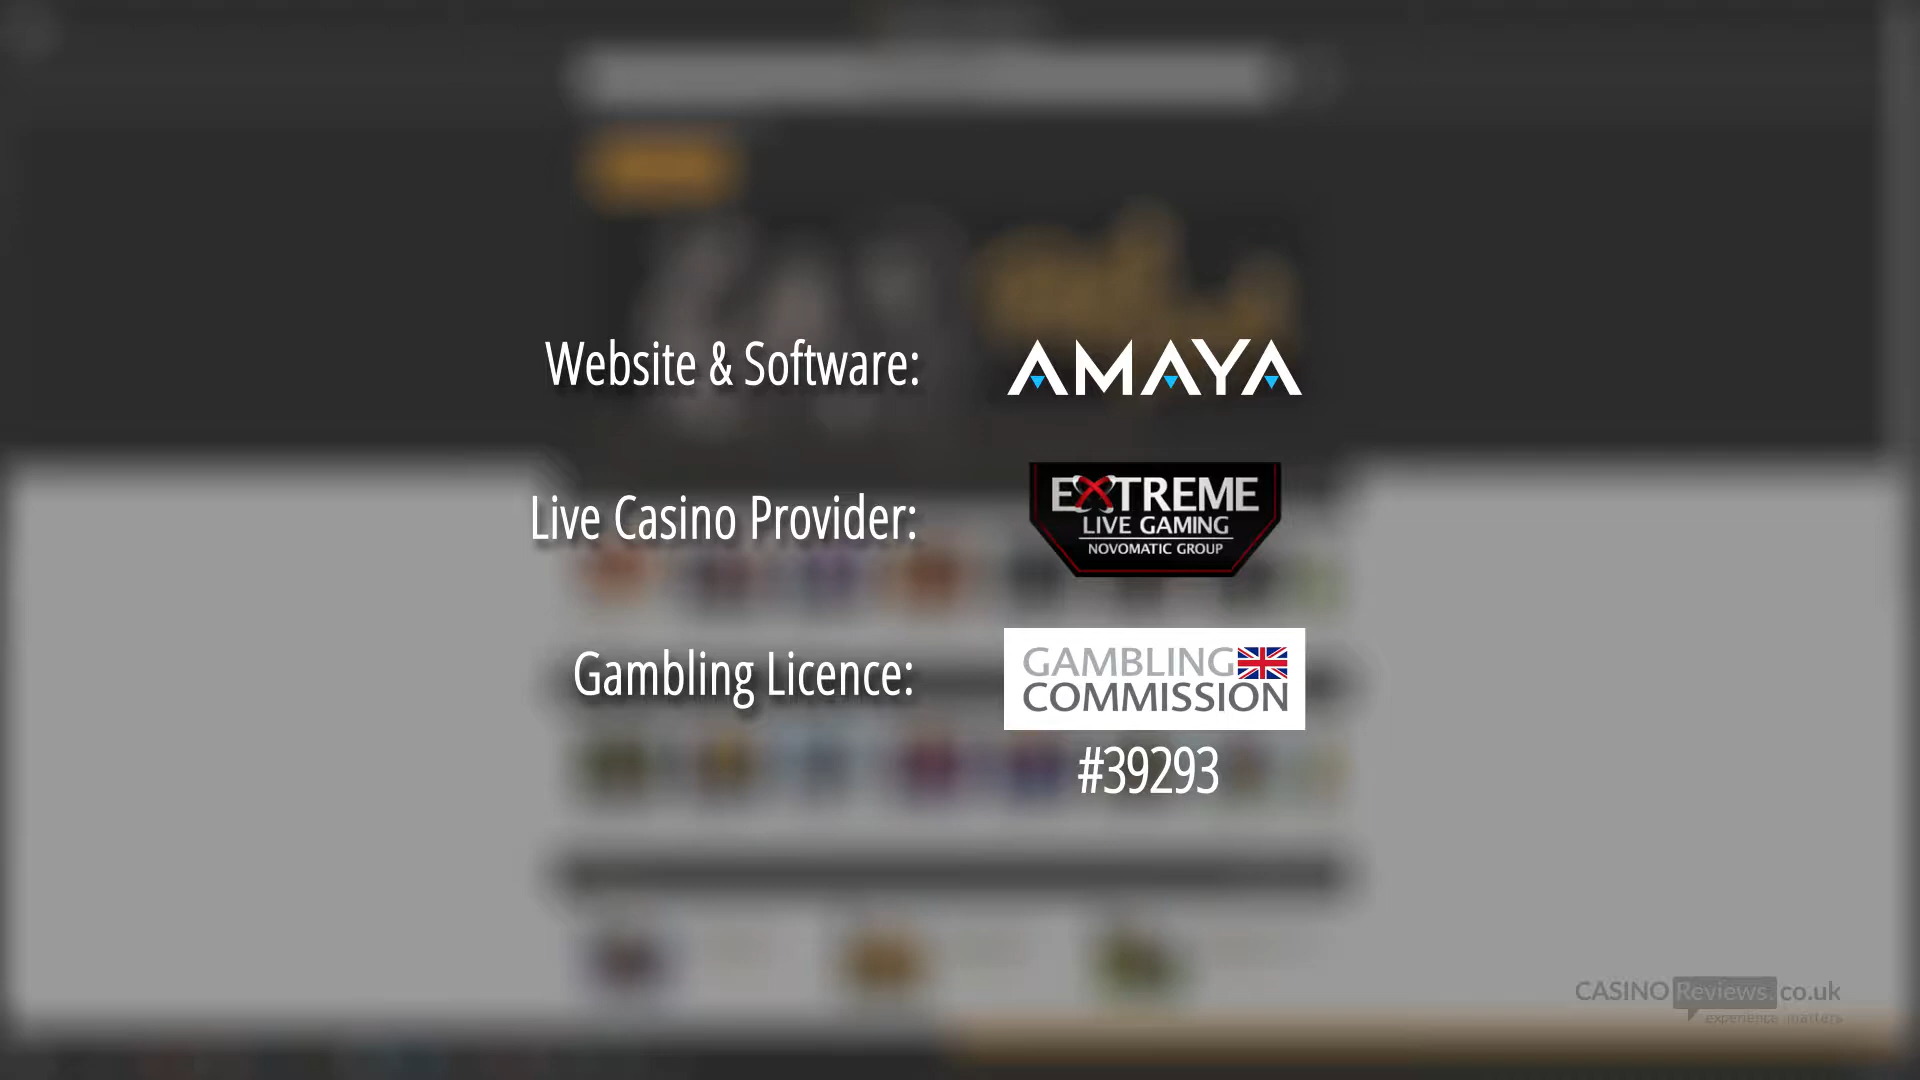 Website & Software:
AMAYA
Live Casino Provider:
EXTREME
LIVE GAMING
NOVOMATIC GROUP
Gambling Licence:
GAMBLING
COMMISSION
#39293
CASINO Reviews.co.uk
experience matters